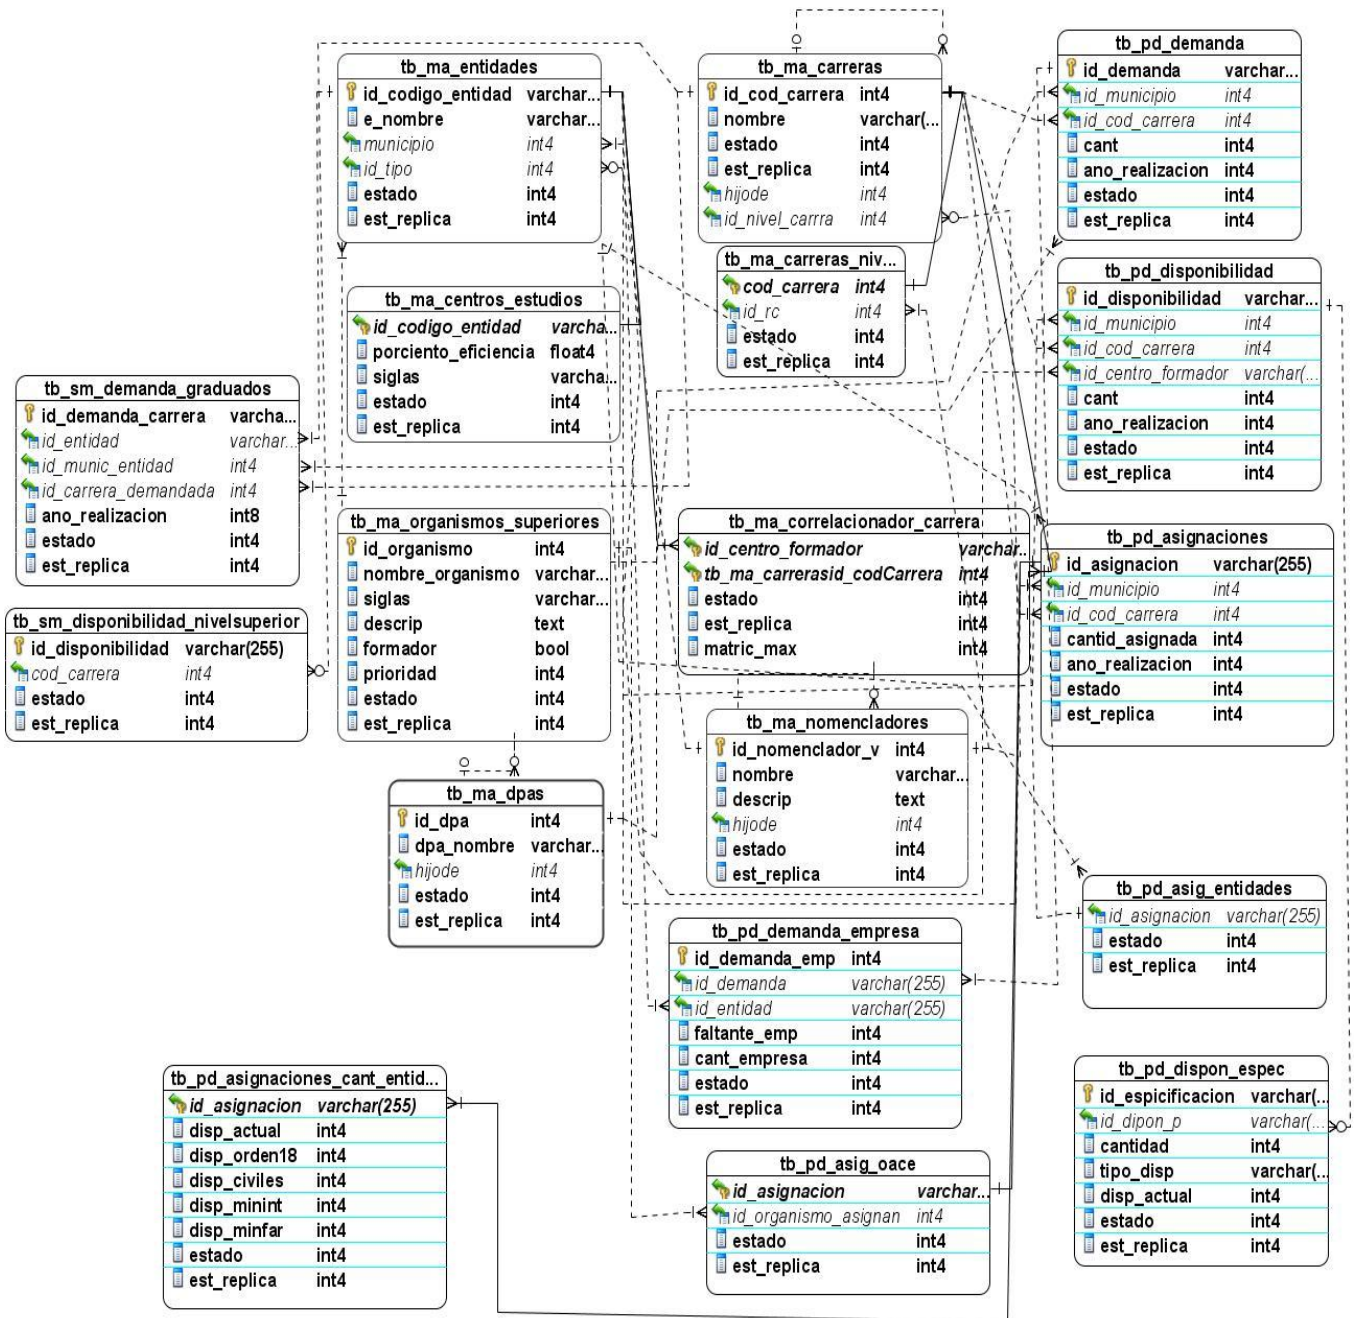 tb_ma_entidades
id_codigo_entidad varchar...
e_nombre varchar...
municipio int4
id_tipo int4
estado int4
est_replica int4
tb_ma_carreras
id_cod_carrera int4
nombre varchar(...
estado int4
est_replica int4
hijode int4
id_nivel_carrra int4
tb_pd_demanda
id_demanda varchar...
id_municipio int4
id_cod_carrera int4
cant int4
ano_realizacion int4
estado int4
est_replica int4
tb_ma_carreras_niv...
cod_carrera int4
id_rc int4
estado int4
est_replica int4
tb_pd_disponibilidad
id_disponibilidad varchar...
id_municipio int4
id_cod_carrera int4
id_centro_formador varchar(...
cant int4
ano_realizacion int4
estado int4
est_replica int4
tb_ma_centros_estudios
id_codigo_entidad varcha...
porciento_eficiencia float4
siglas varcha...
estado int4
est_replica int4
tb_sm_demanda_graduados
id_demanda_carrera varcha...
id_entidad varchar...
id_munic_entidad int4
id_carrera_demandada int4
ano_realizacion int8
estado int4
est_replica int4
tb_ma_organismos_superiores
id_organismo int4
nombre_organismo varchar...
siglas varchar...
descrip text
formador bool
prioridad int4
estado int4
est_replica int4
tb_ma_correlacionador_carrera
id_centro_formador varchar...
tb_ma_carrerasid_codCarrera int4
estado int4
est_replica int4
matric_max int4
tb_pd_asignaciones
id_asignacion varchar(255)
id_municipio int4
id_cod_carrera int4
cantid_asignada int4
ano_realizacion int4
estado int4
est_replica int4
tb_sm_disponibilidad_nivelsuperior
id_disponibilidad varchar(255)
cod_carrera int4
estado int4
est_replica int4
tb_ma_nomencladores
id_nomenclador_v int4
nombre varchar...
descrip text
hijode int4
estado int4
est_replica int4
tb_ma_dpas
id_dpa int4
dpa_nombre varchar...
hijode int4
estado int4
est_replica int4
tb_pd_asig_entidades
id_asignacion varchar(255)
estado int4
est_replica int4
tb_pd_demanda_empresa
id_demanda_emp int4
id_demanda varchar(255)
id_entidad varchar(255)
faltante_emp int4
cant_empresa int4
estado int4
est_replica int4
tb_pd_asignaciones_cant_entid...
id_asignacion varchar(255)
disp_actual int4
disp_orden18 int4
disp_civiles int4
disp_minint int4
disp_minfar int4
estado int4
est_replica int4
tb_pd_dispon_espec
id_espicificacion varchar(...
id_dipon_p varchar(...
cantidad int4
tipo_disp varchar(...
disp_actual int4
estado int4
est_replica int4
tb_pd_asig_oace
id_asignacion varchar...
id_organismo_asignan int4
estado int4
est_replica int4